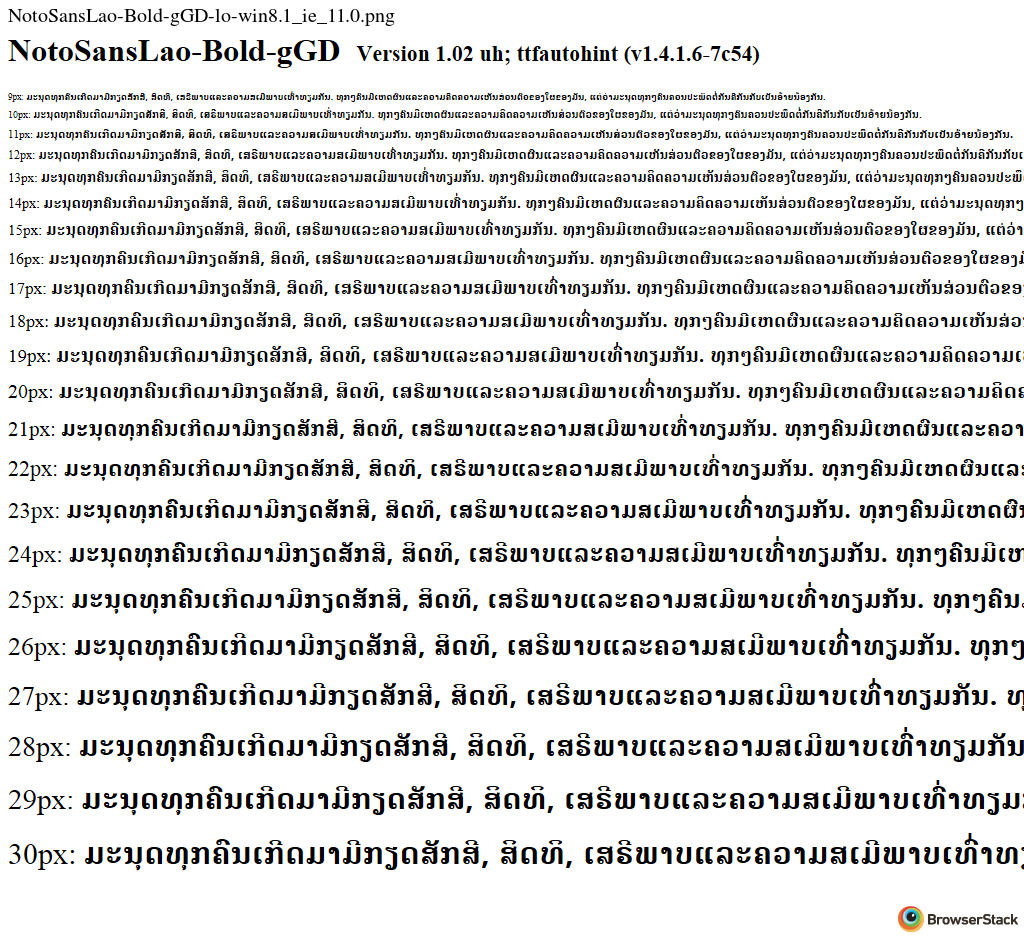 NotoSansLao-Bold-gGD-lo-win8.1_ie_11.0.png
NotoSansLao-Bold-gGD Version 1.02 uh; ttfautohint (v1.4.1.6-7c54)
9px: ມະນຸດທຸກຄົນເກີດມາມີກຽດສັກສີ, ສິດທິ, ເສຣີພາບແລະຄວາມສເມີພາບເທົ່າທຽມກັນ. ທຸກໆຄົນມີເຫດຜົນແລະຄວາມຄິດຄວາມເຫັນສ່ວນຕົວຂອງໃຜຂອງມັນ, ແຕ່ວ່າມະນຸດທຸກໆຄົນຄວນປະພຶດຕໍ່ກັນຄືກັນກັບເປັນອ້າຍນ້ອງກັນ.
10px: ມະນຸດທຸກຄົນເກີດມາມີກຽດສັກສີ, ສິດທິ, ເສຣີພາບແລະຄວາມສເມີພາບເທົ່າທຽມກັນ. ທຸກໆຄົນມີເຫດຜົນແລະຄວາມຄິດຄວາມເຫັນສ່ວນຕົວຂອງໃຜຂອງມັນ, ແຕ່ວ່າມະນຸດທຸກໆຄົນຄວນປະພຶດຕໍ່ກັນຄືກັນກັບເປັນອ້າຍນ້ອງກັນ.
11px: ມະນຸດທຸກຄົນເກີດມາມີກຽດສັກສີ, ສິດທິ, ເສຣີພາບແລະຄວາມສເມີພາບເທົ່າທຽມກັນ. ທຸກໆຄົນມີເຫດຜົນແລະຄວາມຄິດຄວາມເຫັນສ່ວນຕົວຂອງໃຜຂອງມັນ, ແຕ່ວ່າມະນຸດທຸກໆຄົນຄວນປະພຶດຕໍ່ກັນຄືກັນກັບເປັນອ້າຍນ້ອງກັນ.
12px: ມະນຸດທຸກຄົນເກີດມາມີກຽດສັກສີ, ສິດທິ, ເສຣີພາບແລະຄວາມສເມີພາບເທົ່າທຽມກັນ. ທຸກໆຄົນມີເຫດຜົນແລະຄວາມຄິດຄວາມເຫັນສ່ວນຕົວຂອງໃຜຂອງມັນ, ແຕ່ວ່າມະນຸດທຸກໆຄົນຄວນປະພຶດຕໍ່ກັນຄືກັນກັບເ
13px: ມະນຸດທຸກຄົນເກີດມາມີກຽດສັກສີ, ສິດທິ, ເສຣີພາບແລະຄວາມສເມີພາບເທົ່າທຽມກັນ. ທຸກໆຄົນມີເຫດຜົນແລະຄວາມຄິດຄວາມເຫັນສ່ວນຕົວຂອງໃຜຂອງມັນ, ແຕ່ວ່າມະນຸດທຸກໆຄົນຄວນປະພຶ
14px: ມະນຸດທຸກຄົນເກີດມາມີກຽດສັກສີ, ສິດທິ, ເສຣີພາບແລະຄວາມສເມີພາບເທົ່າທຽມກັນ. ທຸກໆຄົນມີເຫດຜົນແລະຄວາມຄິດຄວາມເຫັນສ່ວນຕົວຂອງໃຜຂອງມັນ, ແຕ່ວ່າມະນຸດທຸກໆ
15px: ມະນຸດທຸກຄົນເກີດມາມີກຽດສັກສີ, ສິດທິ, ເສຣີພາບແລະຄວາມສເມີພາບເທົ່າທຽມກັນ. ທຸກໆຄົນມີເຫດຜົນແລະຄວາມຄິດຄວາມເຫັນສ່ວນຕົວຂອງໃຜຂອງມັນ, ແຕ່ວ່າ
16px: ມະນຸດທຸກຄົນເກີດມາມີກຽດສັກສີ, ສິດທິ, ເສຣີພາບແລະຄວາມສເມີພາບເທົ່າທຽມກັນ. ທຸກໆຄົນມີເຫດຜົນແລະຄວາມຄິດຄວາມເຫັນສ່ວນຕົວຂອງໃຜຂອງມັ
17px: ມະນຸດທຸກຄົນເກີດມາມີກຽດສັກສີ, ສິດທິ, ເສຣີພາບແລະຄວາມສເມີພາບເທົ່າທຽມກັນ. ທຸກໆຄົນມີເຫດຜົນແລະຄວາມຄິດຄວາມເຫັນສ່ວນຕົວຂອງ
18px: ມະນຸດທຸກຄົນເກີດມາມີກຽດສັກສີ, ສິດທິ, ເສຣີພາບແລະຄວາມສເມີພາບເທົ່າທຽມກັນ. ທຸກໆຄົນມີເຫດຜົນແລະຄວາມຄິດຄວາມເຫັນສ່ວ
19px: ມະນຸດທຸກຄົນເກີດມາມີກຽດສັກສີ, ສິດທິ, ເສຣີພາບແລະຄວາມສເມີພາບເທົ່າທຽມກັນ. ທຸກໆຄົນມີເຫດຜົນແລະຄວາມຄິດຄວາມເ
20px: ມະນຸດທຸກຄົນເກີດມາມີກຽດສັກສີ, ສິດທິ, ເສຣີພາບແລະຄວາມສເມີພາບເທົ່າທຽມກັນ. ທຸກໆຄົນມີເຫດຜົນແລະຄວາມຄິດຄ
21px: ມະນຸດທຸກຄົນເກີດມາມີກຽດສັກສີ, ສິດທິ, ເສຣີພາບແລະຄວາມສເມີພາບເທົ່າທຽມກັນ. ທຸກໆຄົນມີເຫດຜົນແລະຄວາ
22px: ມະນຸດທຸກຄົນເກີດມາມີກຽດສັກສີ, ສິດທິ, ເສຣີພາບແລະຄວາມສເມີພາບເທົ່າທຽມກັນ. ທຸກໆຄົນມີເຫດຜົນແລະ
23px: ມະນຸດທຸກຄົນເກີດມາມີກຽດສັກສີ, ສິດທິ, ເສຣີພາບແລະຄວາມສເມີພາບເທົ່າທຽມກັນ. ທຸກໆຄົນມີເຫດຜົນ
24px: ມະນຸດທຸກຄົນເກີດມາມີກຽດສັກສີ, ສິດທິ, ເສຣີພາບແລະຄວາມສເມີພາບເທົ່າທຽມກັນ. ທຸກໆຄົນມີເຫ
25px: ມະນຸດທຸກຄົນເກີດມາມີກຽດສັກສີ, ສິດທິ, ເສຣີພາບແລະຄວາມສເມີພາບເທົ່າທຽມກັນ. ທຸກໆຄົນ
26px: ມະນຸດທຸກຄົນເກີດມາມີກຽດສັກສີ, ສິດທິ, ເສຣີພາບແລະຄວາມສເມີພາບເທົ່າທຽມກັນ. ທຸກໆ
27px: ມະນຸດທຸກຄົນເກີດມາມີກຽດສັກສີ, ສິດທິ, ເສຣີພາບແລະຄວາມສເມີພາບເທົ່າທຽມກັນ. ທຸ
28px: ມະນຸດທຸກຄົນເກີດມາມີກຽດສັກສີ, ສິດທິ, ເສຣີພາບແລະຄວາມສເມີພາບເທົ່າທຽມກັນ
29px: ມະນຸດທຸກຄົນເກີດມາມີກຽດສັກສີ, ສິດທິ, ເສຣີພາບແລະຄວາມສເມີພາບເທົ່າທຽມ
30px: ມະນຸດທຸກຄົນເກີດມາມີກຽດສັກສີ, ສິດທິ, ເສຣີພາບແລະຄວາມສເມີພາບເທົ່າທຽ
BrowserStack